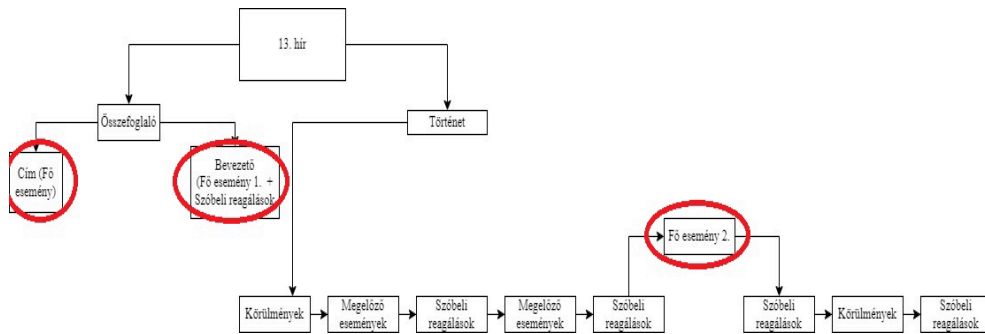 13. hír
Összefoglaló
Történet
Cím (Fő
esemény)
Bevezető
(Fő esemény 1. +
Szóbeli reagálások
Fő esemény 2.
Körülmények
Megelőző
események
Szóbeli
reagálások
Megelőző
események
Szóbeli
reagálások
Szóbeli
reagálások
Körülmények
Szóbeli
reagálások